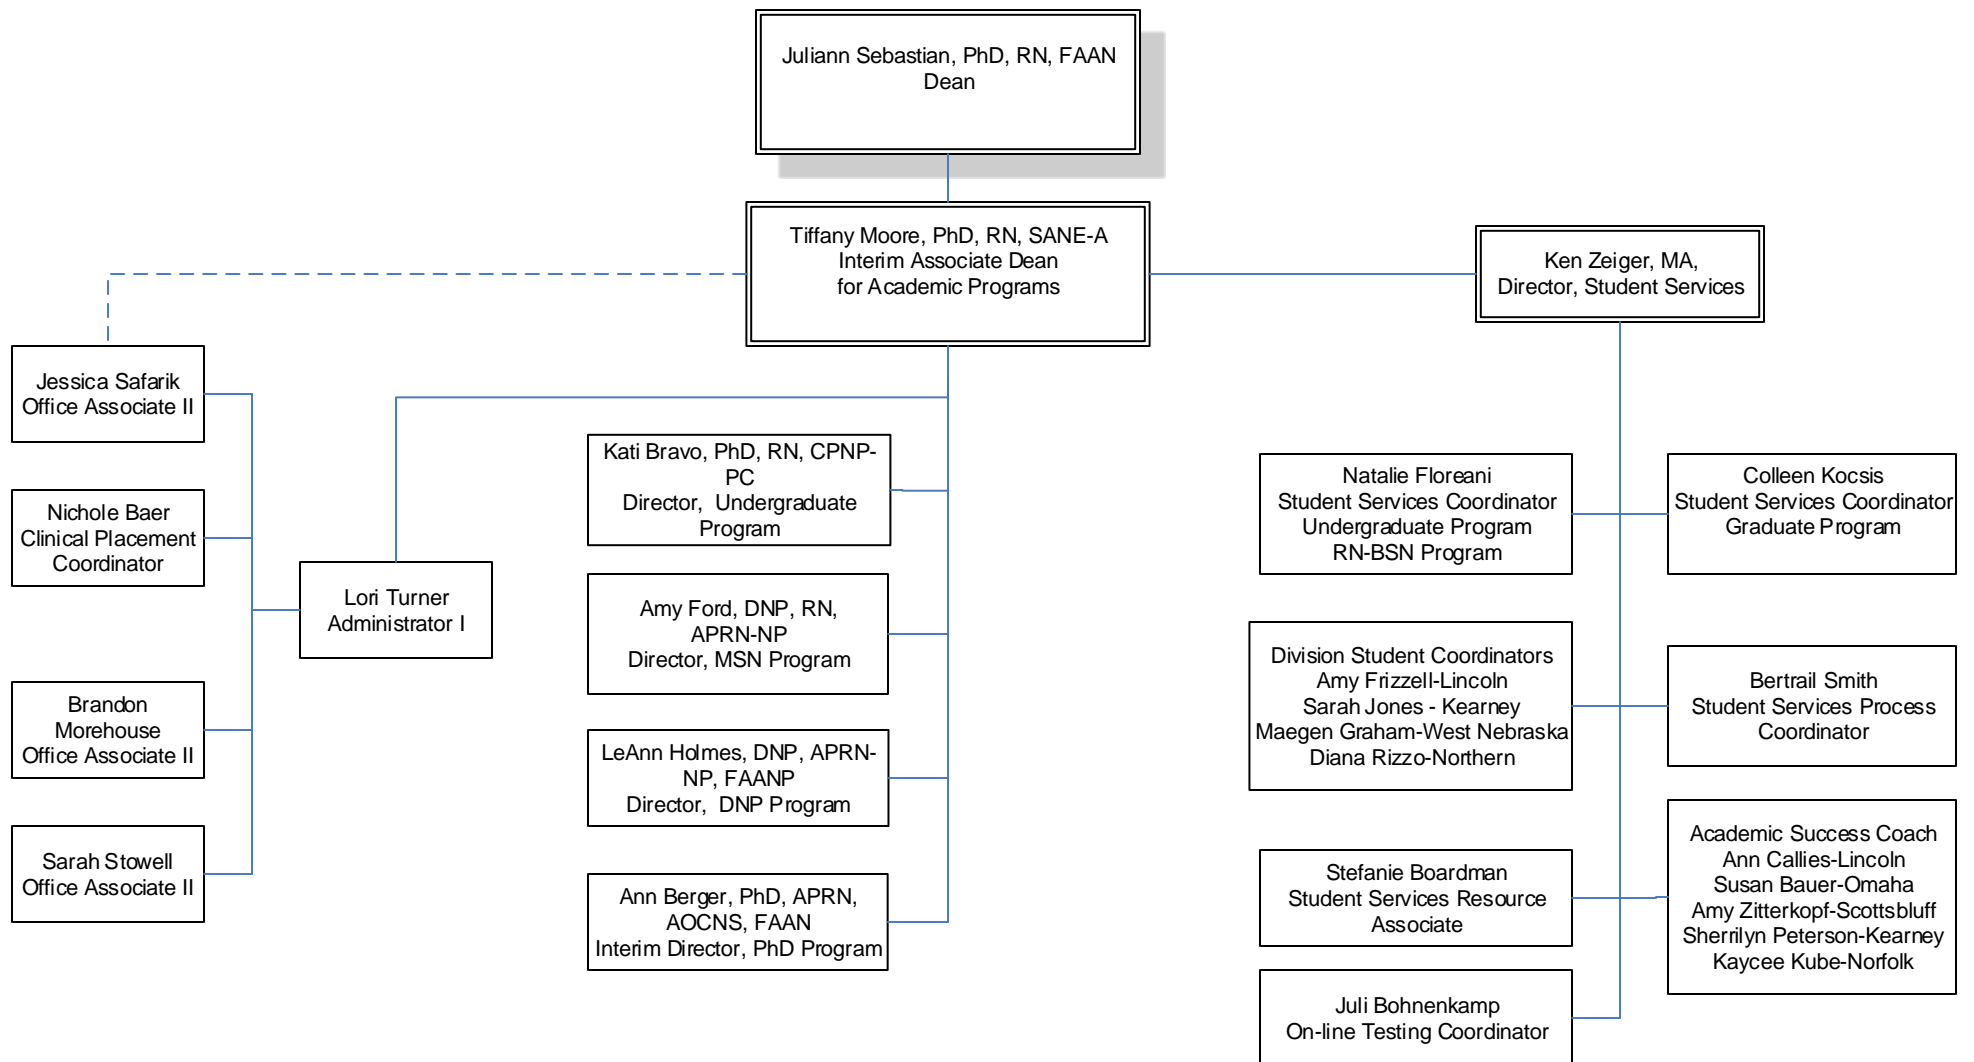 Juliann Sebastian, PhD, RN, FAAN
Dean
Tiffany Moore, PhD, RN, SANE-A
Interim Associate Dean
for Academic Programs
Ken Zeiger, MA,
Director, Student Services
Jessica Safarik
Office Associate II
Nichole Baer
Clinical Placement
Coordinator
Brandon
Morehouse
Office Associate II
Sarah Stowell
Office Associate II
Lori Turner
Administrator I
Kati Bravo, PhD, RN, CPNP-
PC
Director, Undergraduate
Program
Amy Ford, DNP, RN,
APRN-NP
Director, MSN Program
LeAnn Holmes, DNP, APRN-
NP, FAANP
Director, DNP Program
Ann Berger, PhD, APRN,
AOCNS, FAAN
Interim Director, PhD Program
Natalie Floreani
Student Services Coordinator
Undergraduate Program
RN-BSN Program
Colleen Kocsis
Student Services Coordinator
Graduate Program
Division Student Coordinators
Amy Frizzell-Lincoln
Sarah Jones - Kearney
Maegen Graham-West Nebraska
Diana Rizzo-Northern
Bertrail Smith
Student Services Process
Coordinator
Stefanie Boardman
Student Services Resource
Associate
Academic Success Coach
Ann Callies-Lincoln
Susan Bauer-Omaha
Amy Zitterkopf-Scottsbluff
Sherrilyn Peterson-Kearney
Kaycee Kube-Norfolk
Juli Bohnenkamp
On-line Testing Coordinator